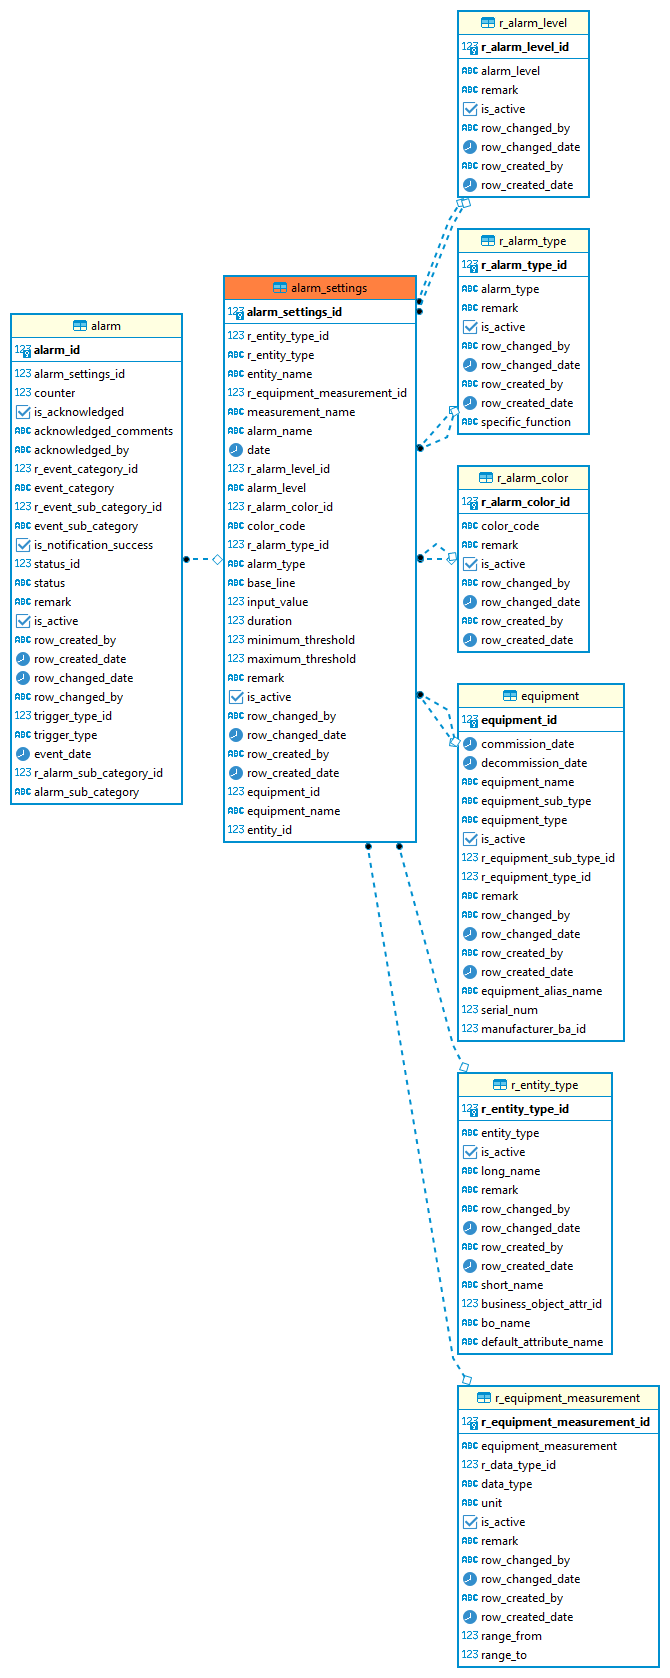 r_alarm_level
123 r_alarm_level_id
ABC alarm_level
ABC remark
is_active
ABC row_changed_by
row_changed_date
ABC row_created_by
row_created_date
r_alarm_type
123 r_alarm_type_id
ABC alarm_type
ABC remark
is_active
ABC row_changed_by
row_changed_date
ABC row_created_by
row_created_date
ABC specific_function
alarm_settings
123 alarm_settings_id
123 r_entity_type_id
ABC r_entity_type
ABC entity_name
123 r_equipment_measurement_id
ABC measurement_name
ABC alarm_name
date
123 r_alarm_level_id
ABC alarm_level
123 r_alarm_color_id
ABC color_code
123 r_alarm_type_id
ABC alarm_type
ABC base_line
123 input_value
123 duration
123 minimum_threshold
123 maximum_threshold
ABC remark
is_active
ABC row_changed_by
row_changed_date
ABC row_created_by
row_created_date
123 equipment_id
ABC equipment_name
123 entity_id
alarm
123 alarm_id
123 alarm_settings_id
123 counter
is_acknowledged
ABC acknowledged_comments
ABC acknowledged_by
123 r_event_category_id
ABC event_category
123 r_event_sub_category_id
ABC event_sub_category
is_notification_success
123 status_id
ABC status
ABC remark
is_active
ABC row_created_by
row_created_date
row_changed_date
ABC row_changed_by
123 trigger_type_id
ABC trigger_type
event_date
123 r_alarm_sub_category_id
ABC alarm_sub_category
r_alarm_color
123 r_alarm_color_id
ABC color_code
ABC remark
is_active
ABC row_changed_by
row_changed_date
ABC row_created_by
row_created_date
equipment
123 equipment_id
commission_date
decommission_date
ABC equipment_name
ABC equipment_sub_type
ABC equipment_type
is_active
123 r_equipment_sub_type_id
123 r_equipment_type_id
ABC remark
ABC row_changed_by
row_changed_date
ABC row_created_by
row_created_date
ABC equipment_alias_name
123 serial_num
123 manufacturer_ba_id
r_entity_type
123 r_entity_type_id
ABC entity_type
is_active
ABC long_name
ABC remark
ABC row_changed_by
row_changed_date
ABC row_created_by
row_created_date
ABC short_name
123 business_object_attr_id
ABC bo_name
ABC default_attribute_name
r_equipment_measurement
123 r_equipment_measurement_id
ABC equipment_measurement
123 r_data_type_id
ABC data_type
ABC unit
is_active
ABC remark
ABC row_changed_by
row_changed_date
ABC row_created_by
row_created_date
123 range_from
123 range_to